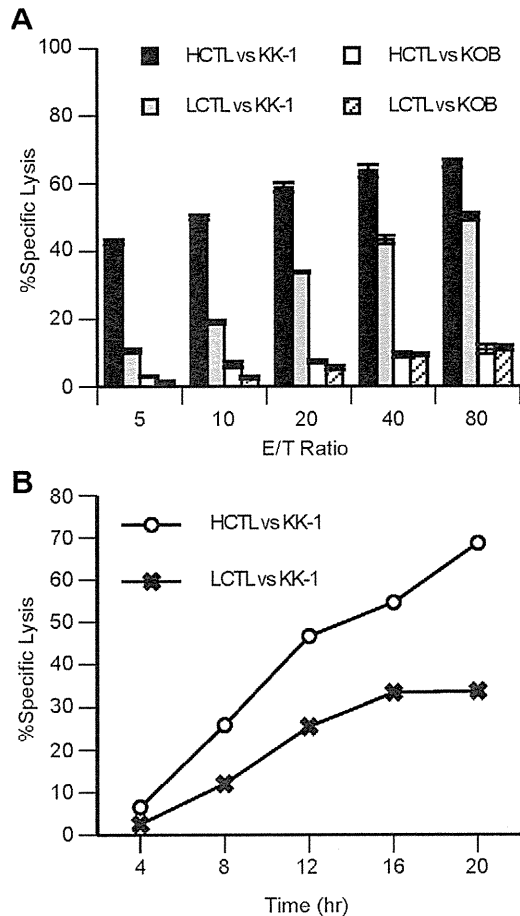 A
100
HCTL vs KK-1
HCTL vs KOB
LCTL vs KK-1
LCTL vs KOB
80
60
40
20
0
%Specific Lysis
5 10 20 40 80
E/T Ratio
B
80
HCTL vs KK-1
LCTL vs KK-1
70
60
50
40
30
20
10
0
%Specific Lysis
4 8 12 16 20
Time (hr)